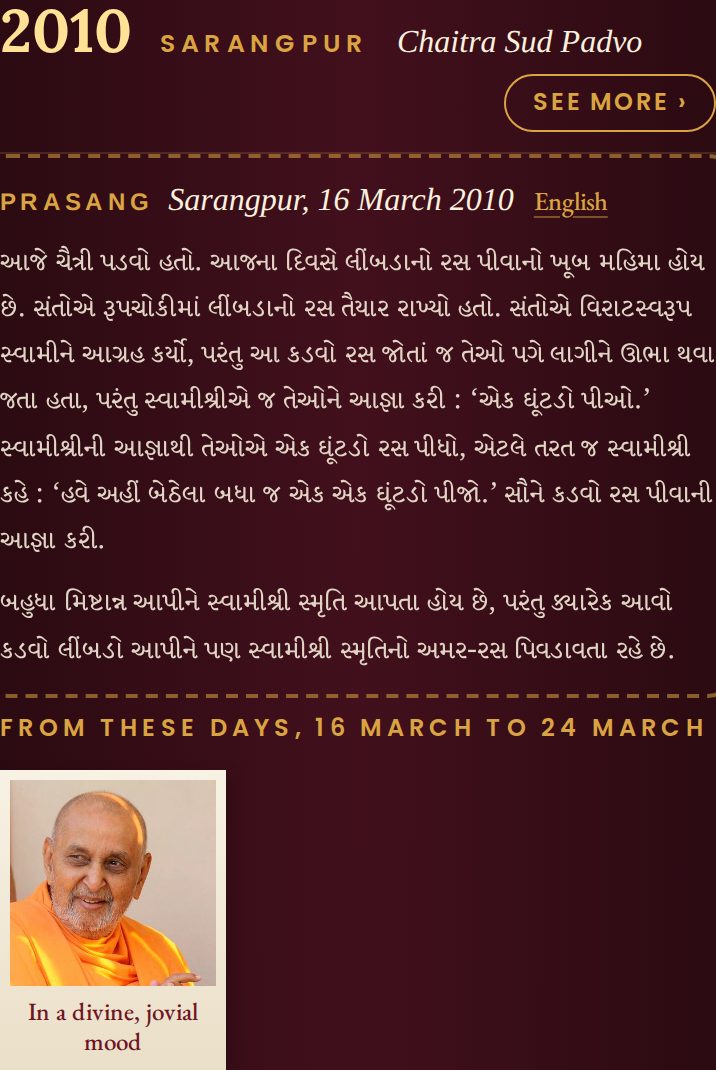 2010 SARANGPUR Chaitra Sud Padvo
SEE MORE ›
PRASANG Sarangpur, 16 March 2010 English
આજે ચૈત્રી પડવો હતો. આજના દિવસે લીંબડાનો રસ પીવાનો ખૂબ મહિમા હોય
છે. સંતોએ રૂપચોકીમાં લીંબડાનો રસ તૈયાર રાખ્યો હતો. સંતોએ વિરાટસ્વરૂપ
સ્વામીને આગ્રહ કર્યો, પરંતુ આ કડવો રસ જોતાં જ તેઓ પગે લાગીને ઊભા થવા
જતા હતા, પરંતુ સ્વામીશ્રીએ જ તેઓને આજ્ઞા કરી : ‘એક ઘૂંટડો પીઓ.’
સ્વામીશ્રીની આજ્ઞાથી તેઓએ એક ઘૂંટડો રસ પીધો, એટલે તરત જ સ્વામીશ્રી
કહે : ‘હવે અહીં બેઠેલા બધા જ એક એક ઘૂંટડો પીજો.’ સૌને કડવો રસ પીવાની
આજ્ઞા કરી.
બહુધા મિષ્ટાન્ન આપીને સ્વામીશ્રી સ્મૃતિ આપતા હોય છે, પરંતુ ક્યારેક આવો
કડવો લીંબડો આપીને પણ સ્વામીશ્રી સ્મૃતિનો અમર-રસ પિવડાવતા રહે છે.
FROM THESE DAYS, 16 MARCH TO 24 MARCH
In a divine, jovial
mood